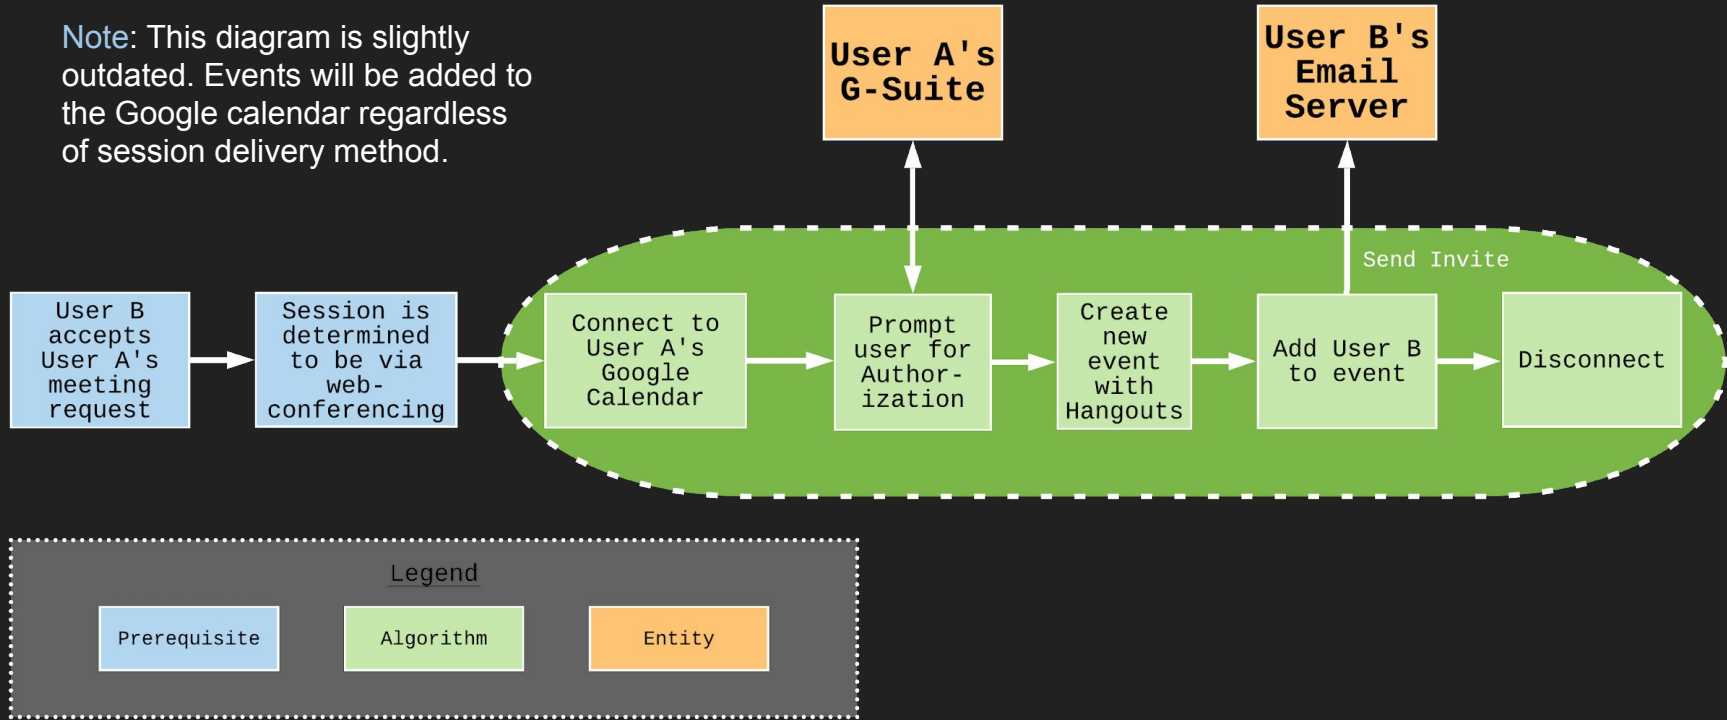 Note: This diagram is slightly
outdated. Events will be added to
the Google calendar regardless
of session delivery method.
User A's
G-Suite
User B's
Email
Server
Send Invite
User B
accepts
User A's
meeting
request
Session is
determined
to be via
web-
conferencing
Connect to
User A's
Google
Calendar
Prompt
user for
Author-
ization
Create
new
event
with
Hangouts
Add User B
to event
Disconnect
Legend
Prerequisite
Algorithm
Entity